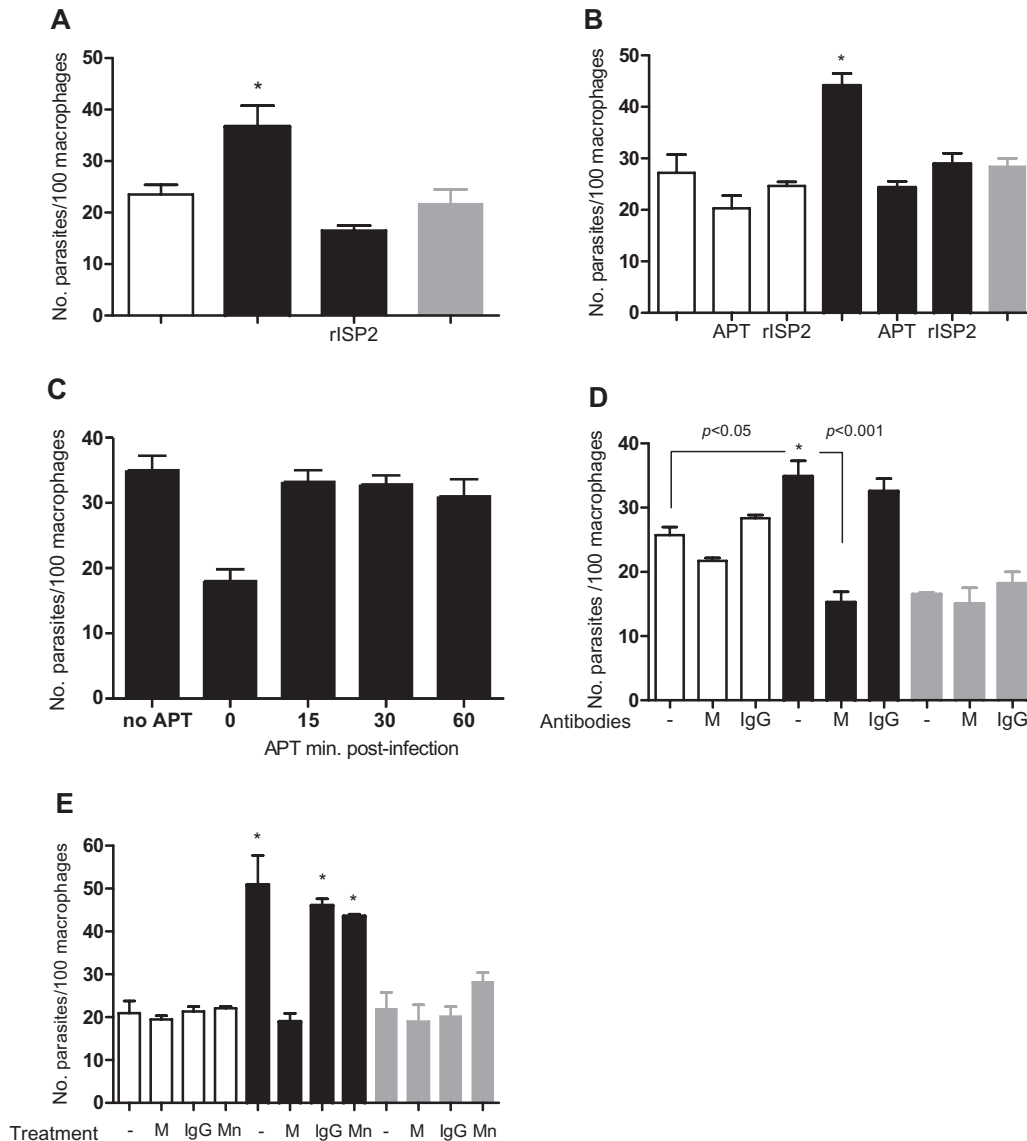 A
No. parasites/100 macrophages
50
40
30
20
10
0
*
rISP2
B
No. parasites/100 macrophages
50
40
30
20
10
0
*
APT rISP2 APT rISP2
C
No. parasites/100 macrophages
40
30
20
10
0
no APT 0 15 30 60
APT min. post-infection
D
No. parasites /100 macrophages
40
30
20
10
0
p<0.05
*
p<0.001
Antibodies - M IgG - M IgG - M IgG
E
No. parasites/100 macrophages
60
50
40
30
20
10
0
*
*
*
Treatment - M IgG Mn - M IgG Mn - M IgG Mn